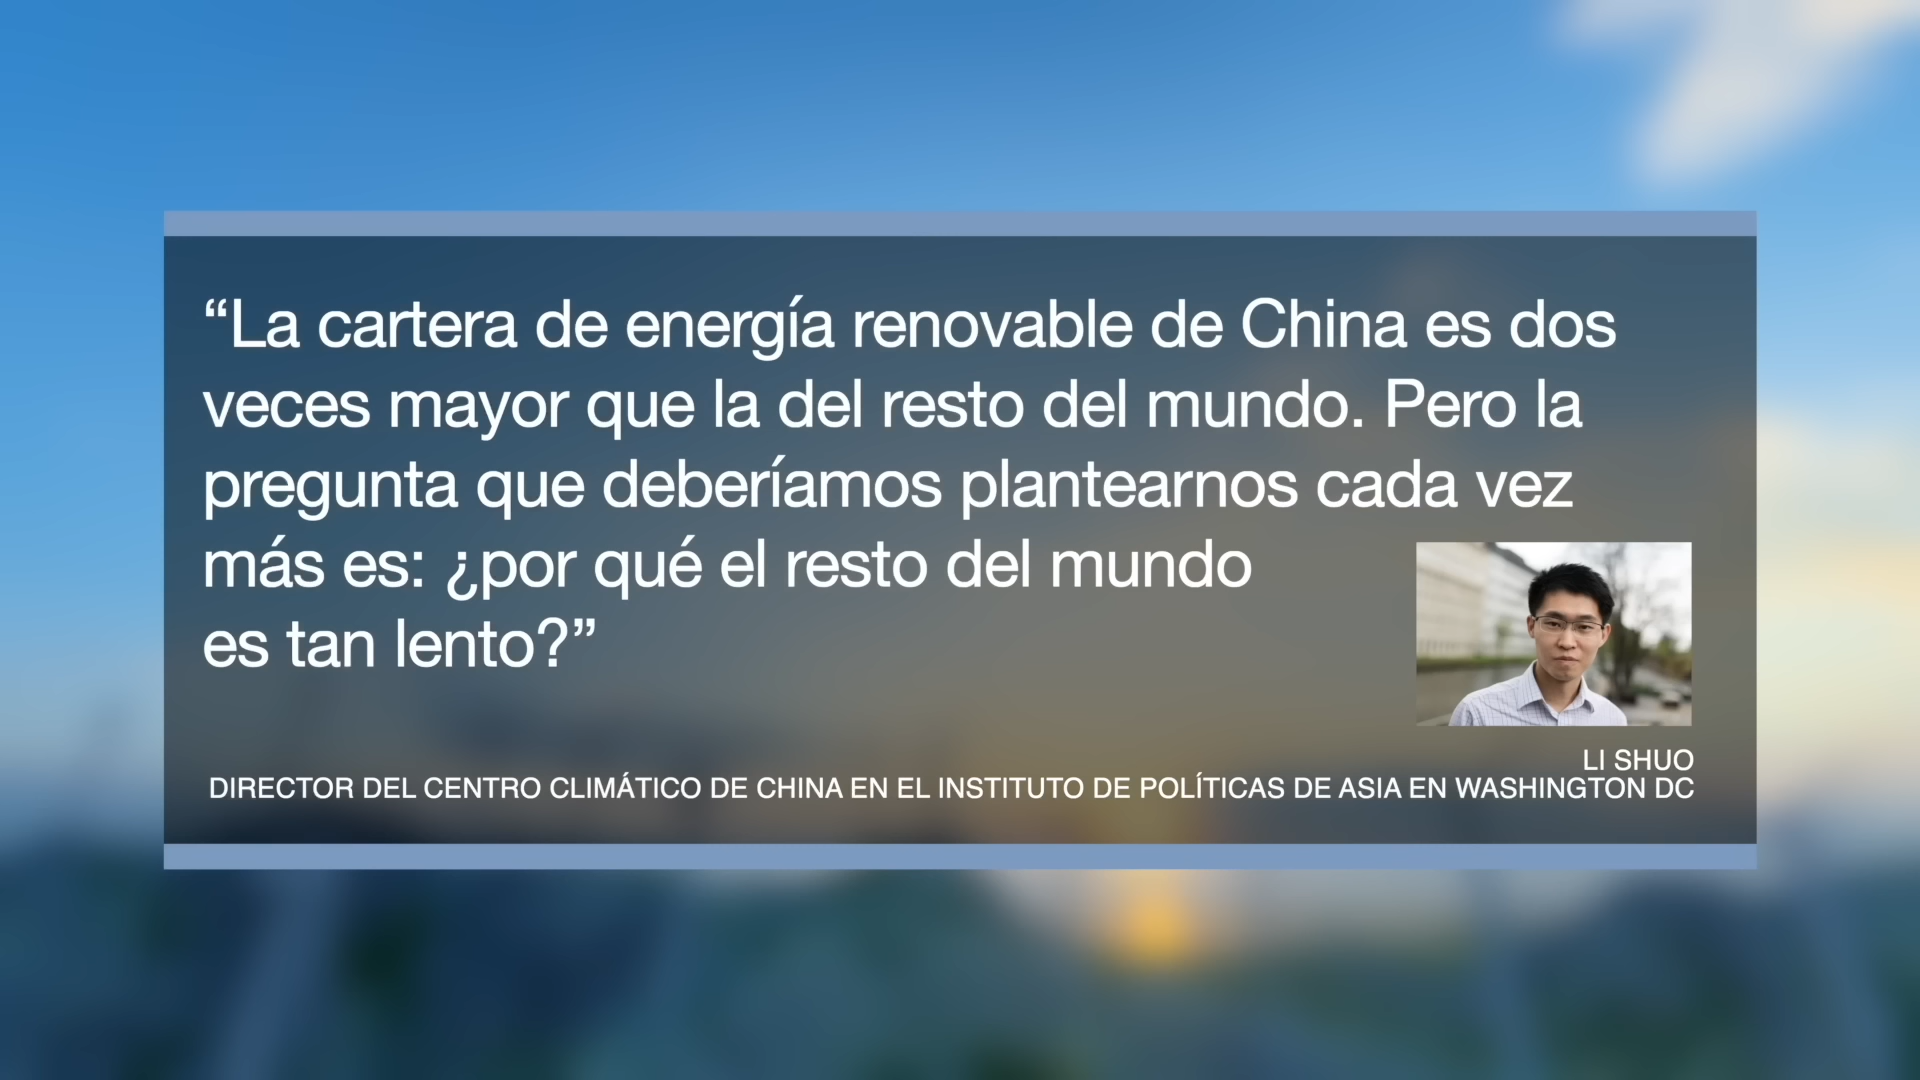 “La cartera de energía renovable de China es dos
veces mayor que la del resto del mundo. Pero la
pregunta que deberíamos plantearnos cada vez
más es: ¿por qué el resto del mundo
es tan lento?”
LI SHUO
DIRECTOR DEL CENTRO CLIMÁTICO DE CHINA EN EL INSTITUTO DE POLÍTICAS DE ASIA EN WASHINGTON DC